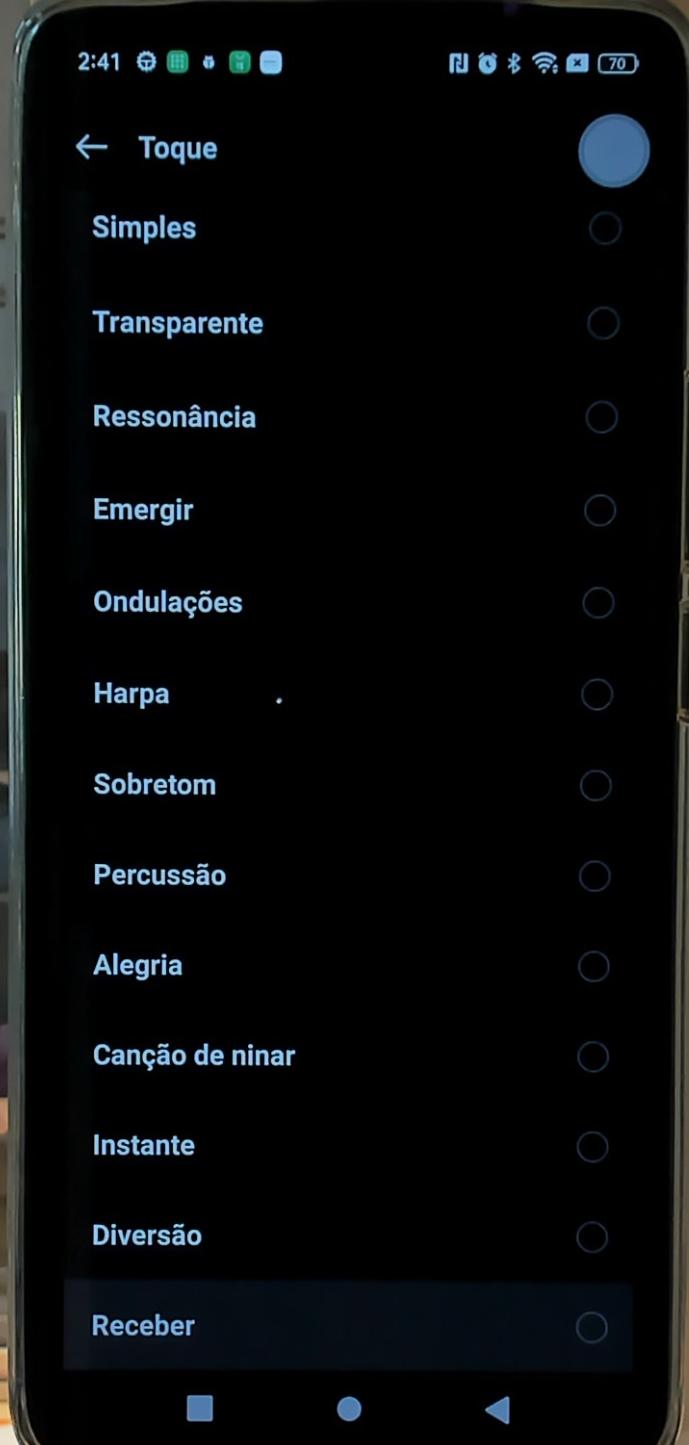 2:41
70
Toque
Simples
Transparente
Ressonância
Emergir
Ondulações
Harpa
Sobretom
Percussão
Alegria
Canção de ninar
Instante
Diversão
Receber